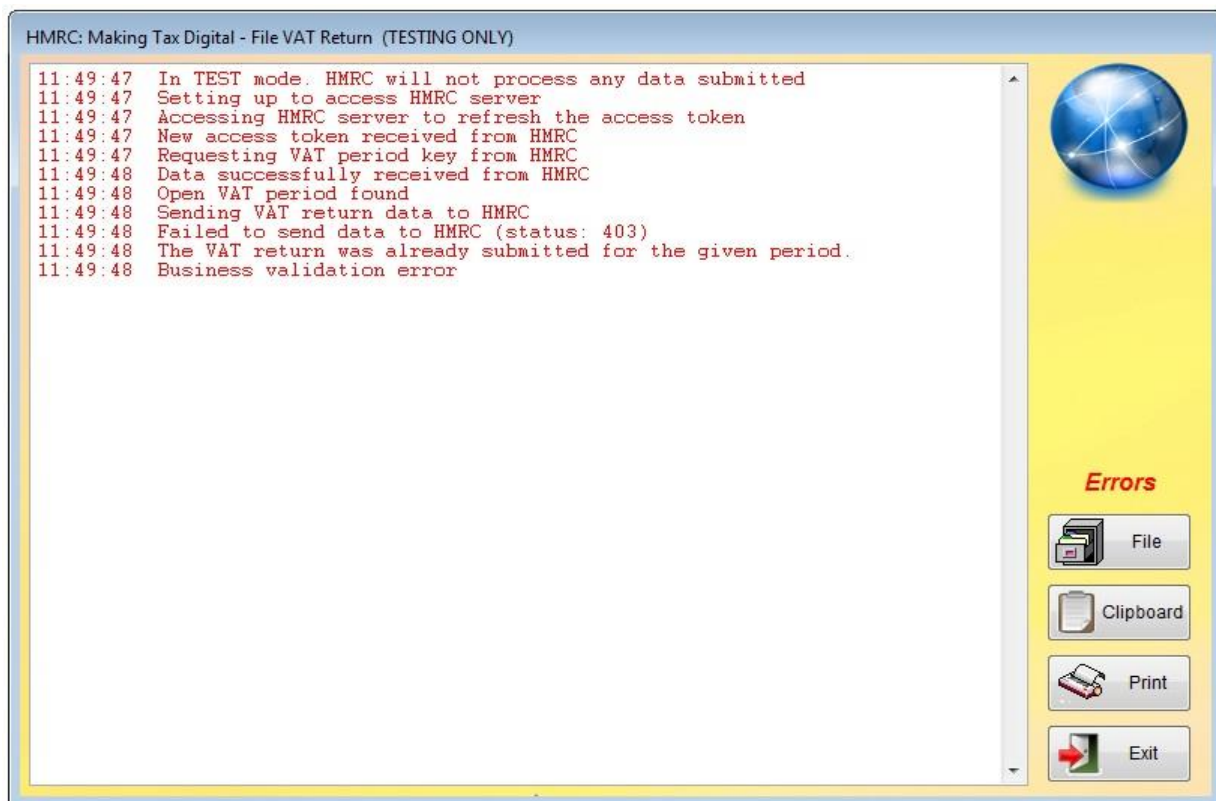 HMRC: Making Tax Digital - File VAT Return (TESTING ONLY)
11:49:47 In TEST mode. HMRC will not process any data submitted
11:49:47 Setting up to access HMRC server
11:49:47 Accessing HMRC server to refresh the access token
11:49:47 New access token received from HMRC
11:49:47 Requesting VAT period key from HMRC
11:49:48 Data successfully received from HMRC
11:49:48 Open VAT period found
11:49:48 Sending VAT return data to HMRC
11:49:48 Failed to send data to HMRC (status: 403)
11:49:48 The VAT return was already submitted for the given period.
11:49:48 Business validation error
Errors
File
Clipboard
Print
Exit